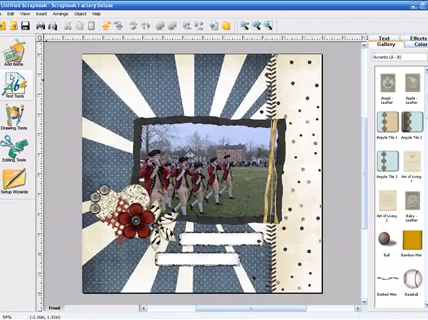 Untitled Scrapbook - Scrapbook Factory Deluxe
Edit View Insert Arrange Object Help
Add Items
Text Tools
Drawing Tools
Editing Tools
Setup Wizards
Text Effects
Gallery Color
Accents (A - B)
Angel - Leather
Apple - Leather
Argyle Tile 1
Argyle Tile 2
Argyle Tile 3
Art of Living 1
Art of Living 2
Baby - Leather
Ball
Bamboo Mat
Barbed Wire
Baseball
Front
54%